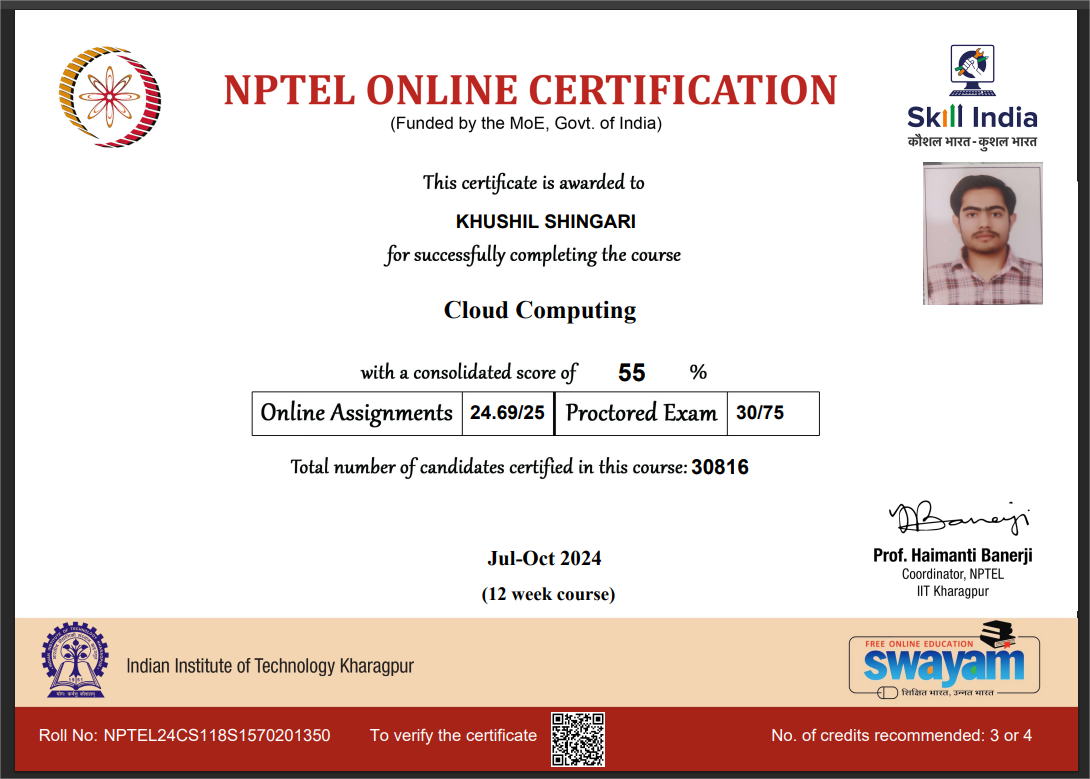 NPTEL ONLINE CERTIFICATION
(Funded by the MoE, Govt. of India)
Skill India
कौशल भारत - कुशल भारत
This certificate is awarded to
KHUSHIL SHINGARI
for successfully completing the course
Cloud Computing
with a consolidated score of 55 %
Online Assignments 24.69/25 Proctored Exam 30/75
Total number of candidates certified in this course: 30816
Jul-Oct 2024
(12 week course)
Prof. Haimanti Banerji
Coordinator, NPTEL
IIT Kharagpur
Indian Institute of Technology Kharagpur
FREE ONLINE EDUCATION
swayam
शिक्षित भारत, उन्नत भारत
Roll No: NPTEL24CS118S1570201350 To verify the certificate No. of credits recommended: 3 or 4